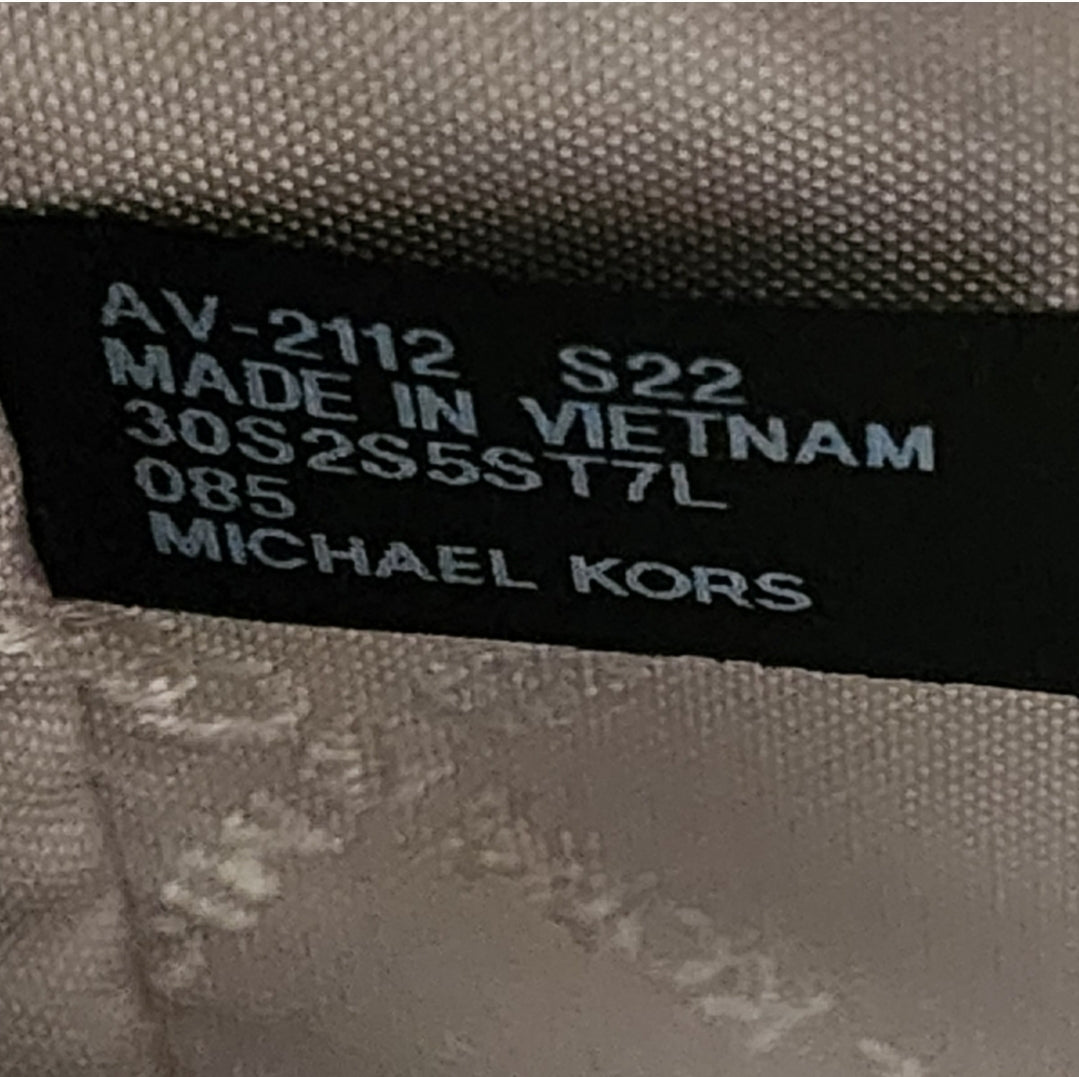 AV-2112 S22
MADE IN VIETNAM
30S2S5ST7L
085
MICHAEL KORS